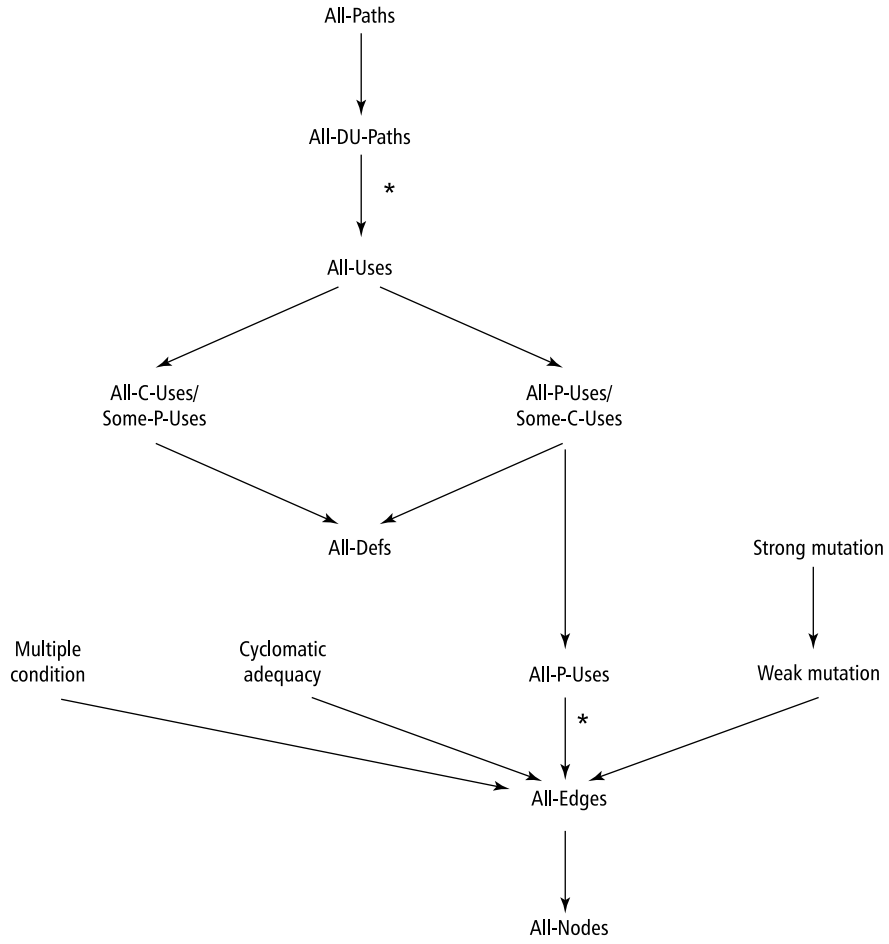 All-Paths
All-DU-Paths
*
All-Uses
All-C-Uses/
Some-P-Uses
All-P-Uses/
Some-C-Uses
All-Defs
Strong mutation
Multiple
condition
Cyclomatic
adequacy
All-P-Uses
Weak mutation
*
All-Edges
All-Nodes